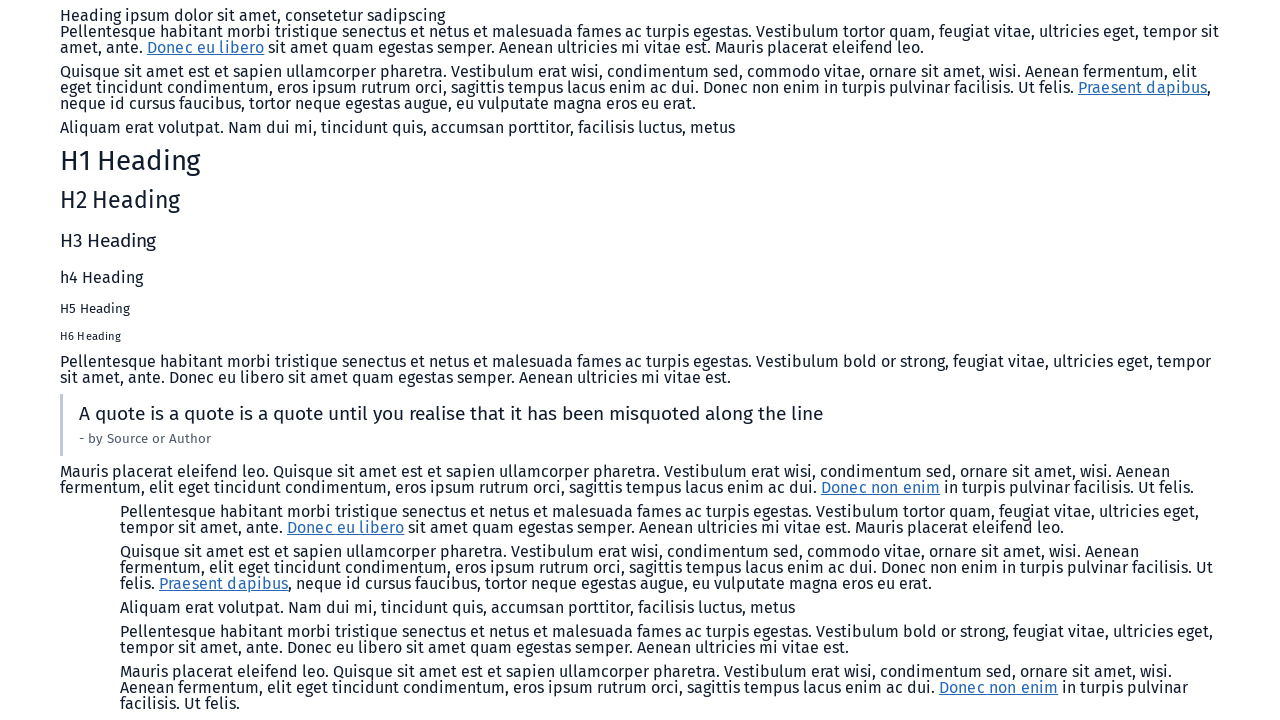 Heading ipsum dolor sit amet, consetetur sadipscing
Pellentesque habitant morbi tristique senectus et netus et malesuada fames ac turpis egestas. Vestibulum tortor quam, feugiat vitae, ultricies eget, tempor sit
amet, ante. Donec eu libero sit amet quam egestas semper. Aenean ultricies mi vitae est. Mauris placerat eleifend leo.
Quisque sit amet est et sapien ullamcorper pharetra. Vestibulum erat wisi, condimentum sed, commodo vitae, ornare sit amet, wisi. Aenean fermentum, elit
eget tincidunt condimentum, eros ipsum rutrum orci, sagittis tempus lacus enim ac dui. Donec non enim in turpis pulvinar facilisis. Ut felis. Praesent dapibus,
neque id cursus faucibus, tortor neque egestas augue, eu vulputate magna eros eu erat.
Aliquam erat volutpat. Nam dui mi, tincidunt quis, accumsan porttitor, facilisis luctus, metus
H1 Heading
H2 Heading
H3 Heading
h4 Heading
H5 Heading
H6 Heading
Pellentesque habitant morbi tristique senectus et netus et malesuada fames ac turpis egestas. Vestibulum bold or strong, feugiat vitae, ultricies eget, tempor
sit amet, ante. Donec eu libero sit amet quam egestas semper. Aenean ultricies mi vitae est.
A quote is a quote is a quote until you realise that it has been misquoted along the line
- by Source or Author
Mauris placerat eleifend leo. Quisque sit amet est et sapien ullamcorper pharetra. Vestibulum erat wisi, condimentum sed, ornare sit amet, wisi. Aenean
fermentum, elit eget tincidunt condimentum, eros ipsum rutrum orci, sagittis tempus lacus enim ac dui. Donec non enim in turpis pulvinar facilisis. Ut felis.
Pellentesque habitant morbi tristique senectus et netus et malesuada fames ac turpis egestas. Vestibulum tortor quam, feugiat vitae, ultricies eget,
tempor sit amet, ante. Donec eu libero sit amet quam egestas semper. Aenean ultricies mi vitae est. Mauris placerat eleifend leo.
Quisque sit amet est et sapien ullamcorper pharetra. Vestibulum erat wisi, condimentum sed, commodo vitae, ornare sit amet, wisi. Aenean
fermentum, elit eget tincidunt condimentum, eros ipsum rutrum orci, sagittis tempus lacus enim ac dui. Donec non enim in turpis pulvinar facilisis. Ut
felis. Praesent dapibus, neque id cursus faucibus, tortor neque egestas augue, eu vulputate magna eros eu erat.
Aliquam erat volutpat. Nam dui mi, tincidunt quis, accumsan porttitor, facilisis luctus, metus
Pellentesque habitant morbi tristique senectus et netus et malesuada fames ac turpis egestas. Vestibulum bold or strong, feugiat vitae, ultricies eget,
tempor sit amet, ante. Donec eu libero sit amet quam egestas semper. Aenean ultricies mi vitae est.
Mauris placerat eleifend leo. Quisque sit amet est et sapien ullamcorper pharetra. Vestibulum erat wisi, condimentum sed, ornare sit amet, wisi.
Aenean fermentum, elit eget tincidunt condimentum, eros ipsum rutrum orci, sagittis tempus lacus enim ac dui. Donec non enim in turpis pulvinar
facilisis. Ut felis.